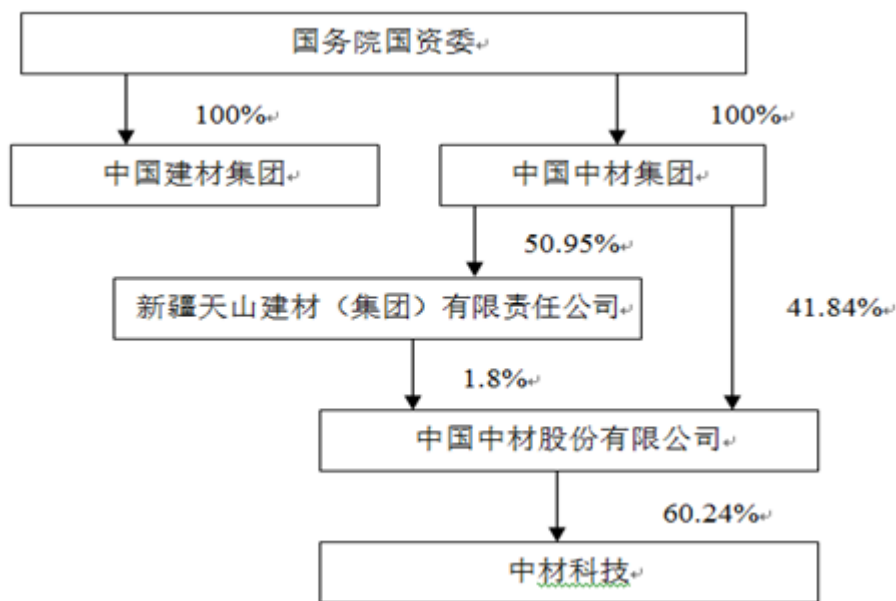 国务院国资委
100%
100%
中国建材集团
中国中材集团
50.95%
新疆天山建材（集团）有限责任公司
41.84%
1.8%
中国中材股份有限公司
60.24%
中材科技